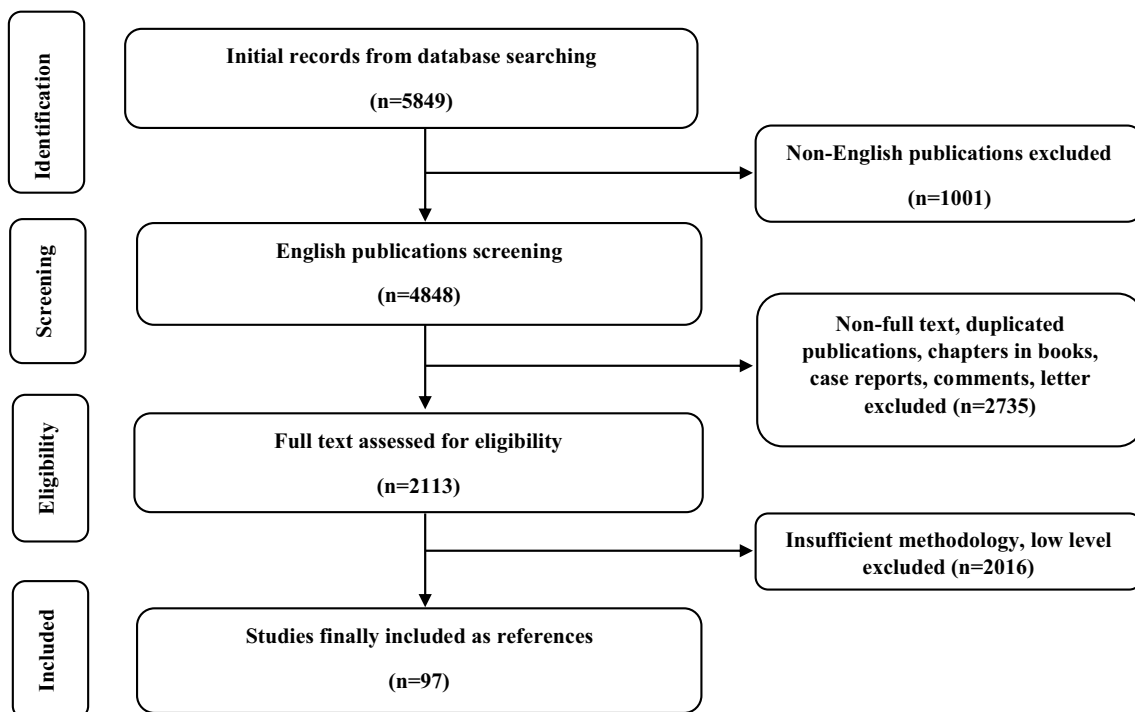 Identification
Initial records from database searching
(n=5849)
Non-English publications excluded
(n=1001)
Screening
English publications screening
(n=4848)
Non-full text, duplicated
publications, chapters in books,
case reports, comments, letter
excluded (n=2735)
Eligibility
Full text assessed for eligibility
(n=2113)
Insufficient methodology, low level
excluded (n=2016)
Included
Studies finally included as references
(n=97)